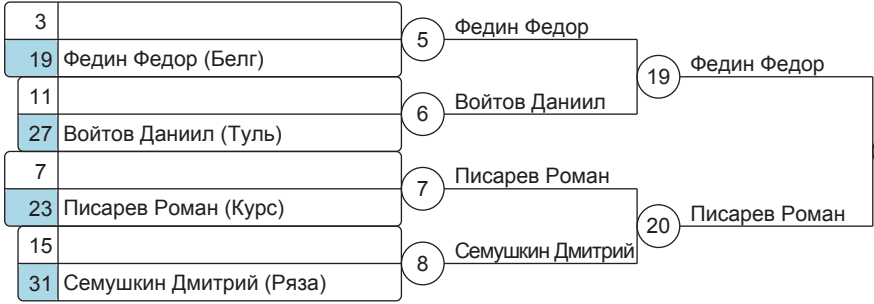 3
19 Федин Федор (Белг)
11
27 Войтов Даниил (Туль)
7
23 Писарев Роман (Курс)
15
31 Семушкин Дмитрий (Ряза)
5 Федин Федор
6 Войтов Даниил
7 Писарев Роман
8 Семушкин Дмитрий
19 Федин Федор
20 Писарев Роман